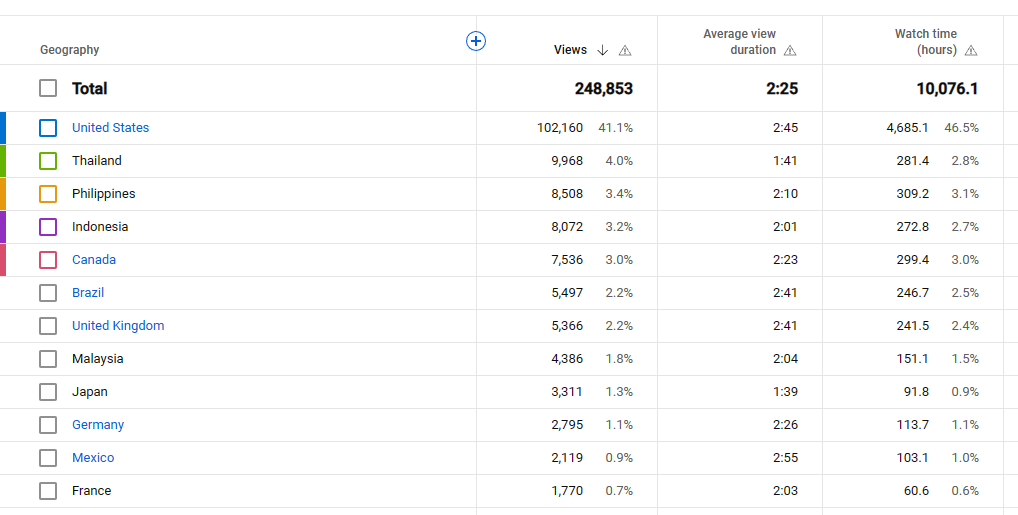 Geography Views Average view duration Watch time (hours)
Total 248,853 2:25 10,076.1
United States 102,160 41.1% 2:45 4,685.1 46.5%
Thailand 9,968 4.0% 1:41 281.4 2.8%
Philippines 8,508 3.4% 2:10 309.2 3.1%
Indonesia 8,072 3.2% 2:01 272.8 2.7%
Canada 7,536 3.0% 2:23 299.4 3.0%
Brazil 5,497 2.2% 2:41 246.7 2.5%
United Kingdom 5,366 2.2% 2:41 241.5 2.4%
Malaysia 4,386 1.8% 2:04 151.1 1.5%
Japan 3,311 1.3% 1:39 91.8 0.9%
Germany 2,795 1.1% 2:26 113.7 1.1%
Mexico 2,119 0.9% 2:55 103.1 1.0%
France 1,770 0.7% 2:03 60.6 0.6%